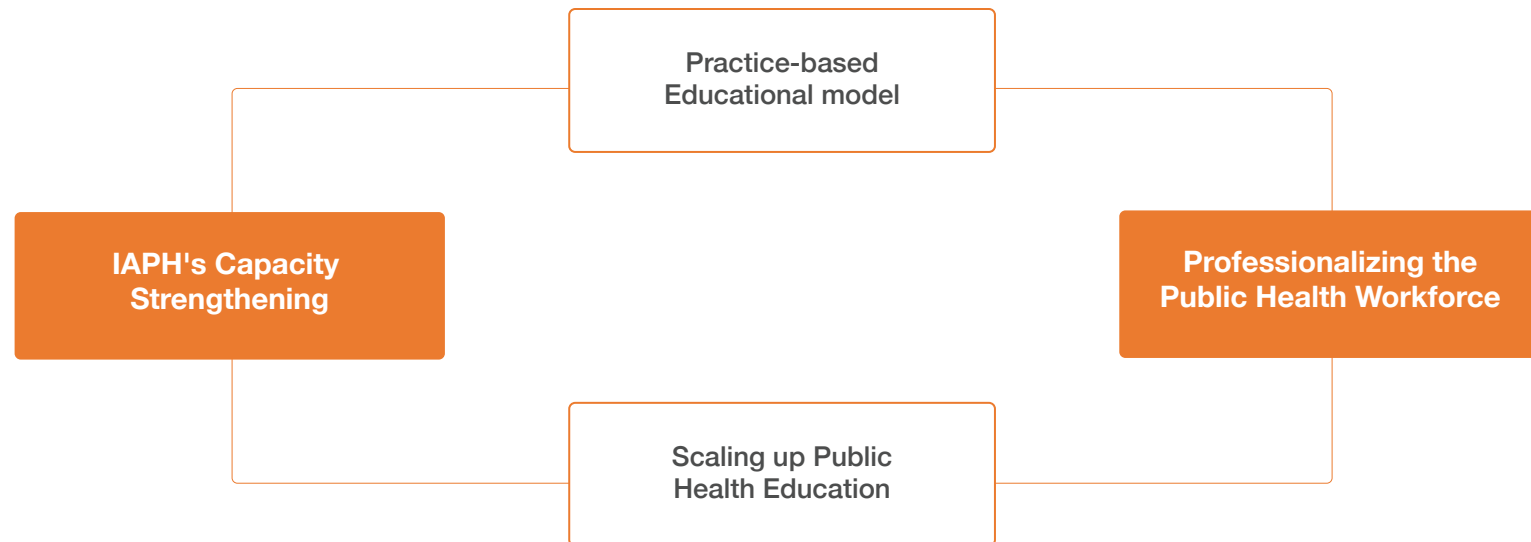 Practice-based
Educational model
IAPH's Capacity
Strengthening
Professionalizing the
Public Health Workforce
Scaling up Public
Health Education